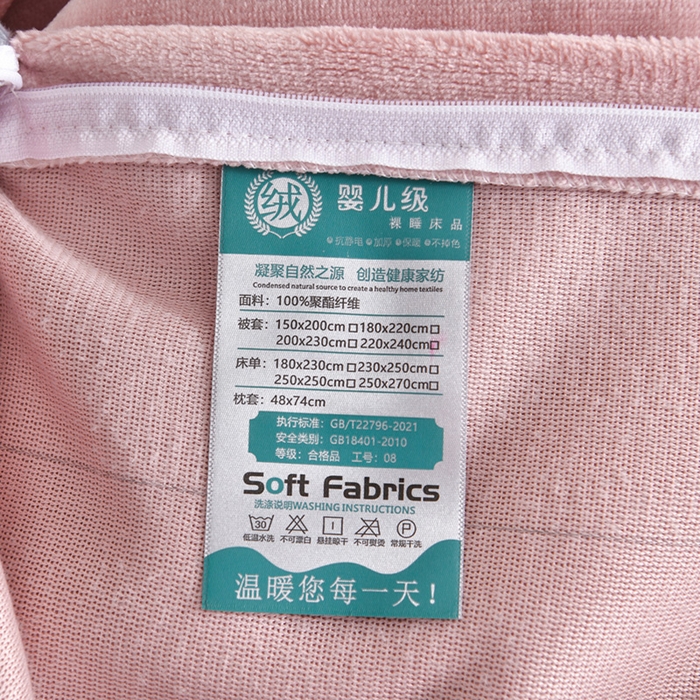 绒
婴儿级
裸睡床品
抗静电 加厚 保暖 不掉色
凝聚自然之源 创造健康家纺
Condensed natural source to create a healthy home textiles
面料：100%聚酯纤维
被套：150x200cm□180x220cm□
200x230cm□220x240cm□
床单：180x230cm□230x250cm□
250x250cm□250x270cm□
枕套：48x74cm
执行标准：GB/T22796-2021
安全类别：GB18401-2010
等级：合格品 工号：08
Soft Fabrics
洗涤说明WASHING INSTRUCTIONS
30 P
低温水洗 不可漂白 悬挂晾干 不可熨烫 常规干洗
温暖您每一天！